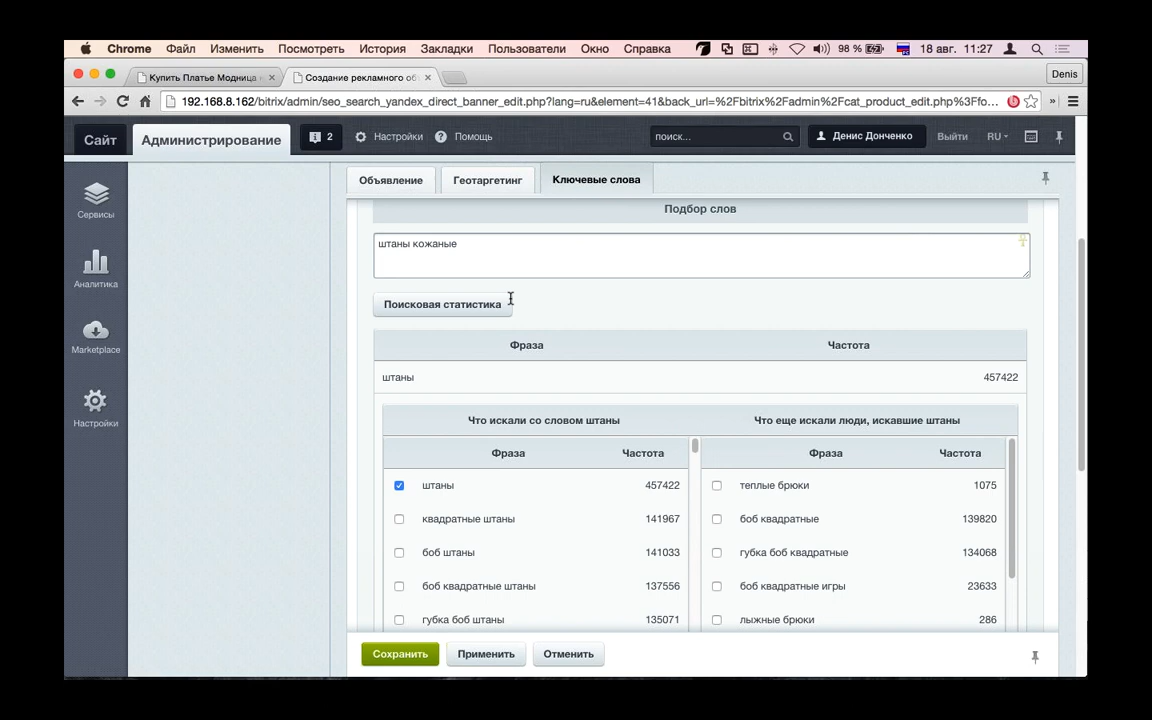 Chrome Файл Изменить Посмотреть История Закладки Пользователи Окно Справка 98 % 18 авг. 11:27
Купить Платье Модница × Создание рекламного об × Denis
192.168.8.162/bitrix/admin/seo_search_yandex_direct_banner_edit.php?lang=ru&element=41&back_url=%2Fbitrix%2Fadmin%2Fcat_product_edit.php%3Ffo... »
Сайт Администрирование 2 Настройки Помощь поиск... Денис Донченко Выйти RU
Объявление Геотаргетинг Ключевые слова
Сервисы
Аналитика
Marketplace
Настройки
Подбор слов
штаны кожаные
Поисковая статистика
Фраза Частота
штаны 457422
Что искали со словом штаны Что еще искали люди, искавшие штаны
Фраза Частота Фраза Частота
штаны 457422 теплые брюки 1075
квадратные штаны 141967 боб квадратные 139820
боб штаны 141033 губка боб квадратные 134068
боб квадратные штаны 137556 боб квадратные игры 23633
губка боб штаны 135071 лыжные брюки 286
Сохранить Применить Отменить